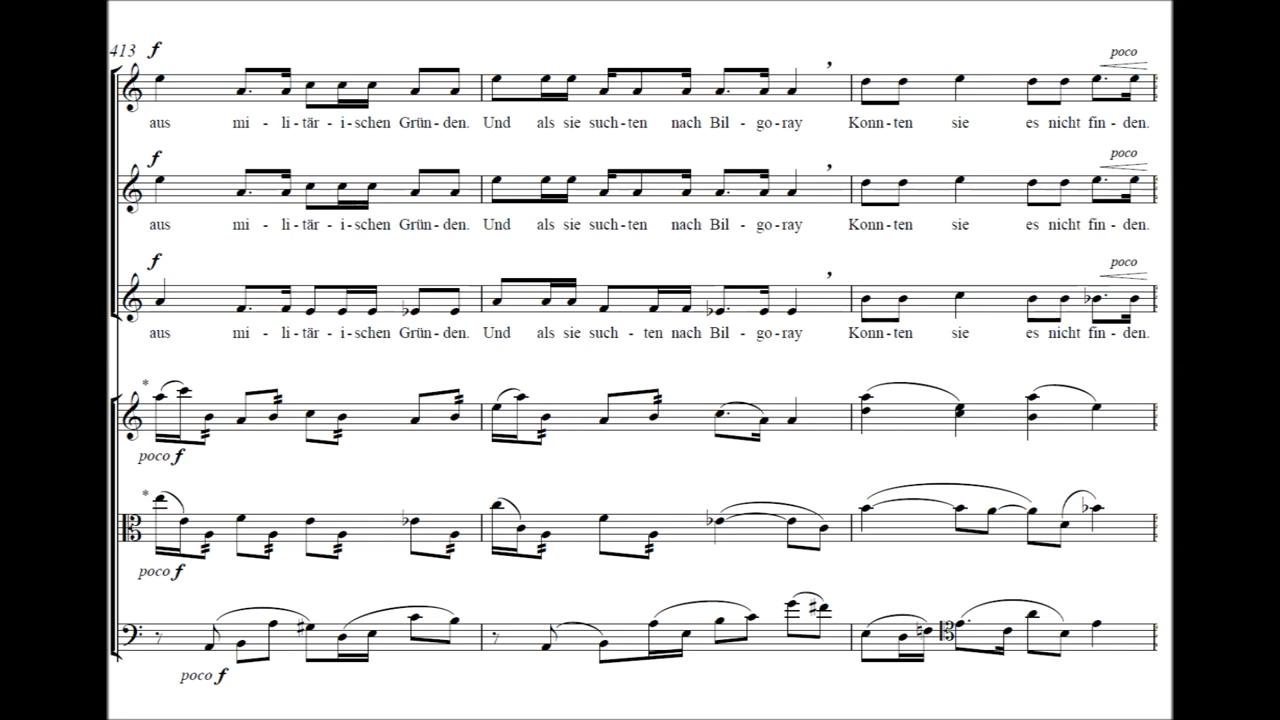 413 f
poco
aus mi - li - tär - i - schen Grün - den. Und als sie such - ten nach Bil - go - ray Konn - ten sie es nicht fin - den.
f
poco
aus mi - li - tär - i - schen Grün - den. Und als sie such - ten nach Bil - go - ray Konn - ten sie es nicht fin - den.
f
poco
aus mi - li - tär - i - schen Grün - den. Und als sie such - ten nach Bil - go - ray Konn - ten sie es nicht fin - den.
*
poco f
*
poco f
poco f